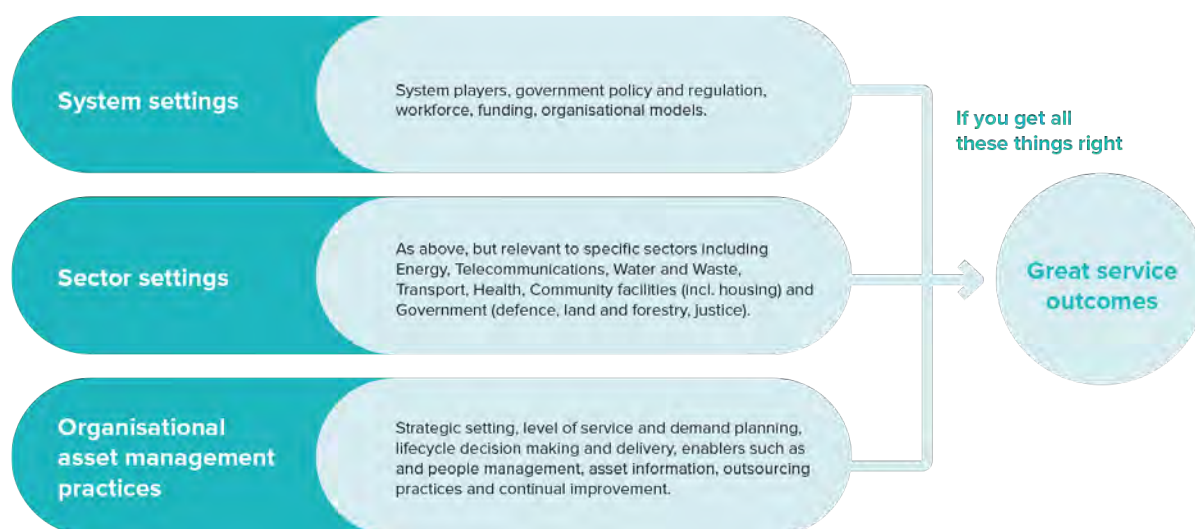 System settings
System players, government policy and regulation,
workforce, funding, organisational models.
If you get all
these things right
Sector settings
As above, but relevant to specific sectors including
Energy, Telecommunications, Water and Waste,
Transport, Health, Community facilities (incl. housing) and
Government (defence, land and forestry, justice).
Great service
outcomes
Organisational
asset management
practices
Strategic setting, level of service and demand planning,
lifecycle decision making and delivery, enablers such as
and people management, asset information, outsourcing
practices and continual improvement.